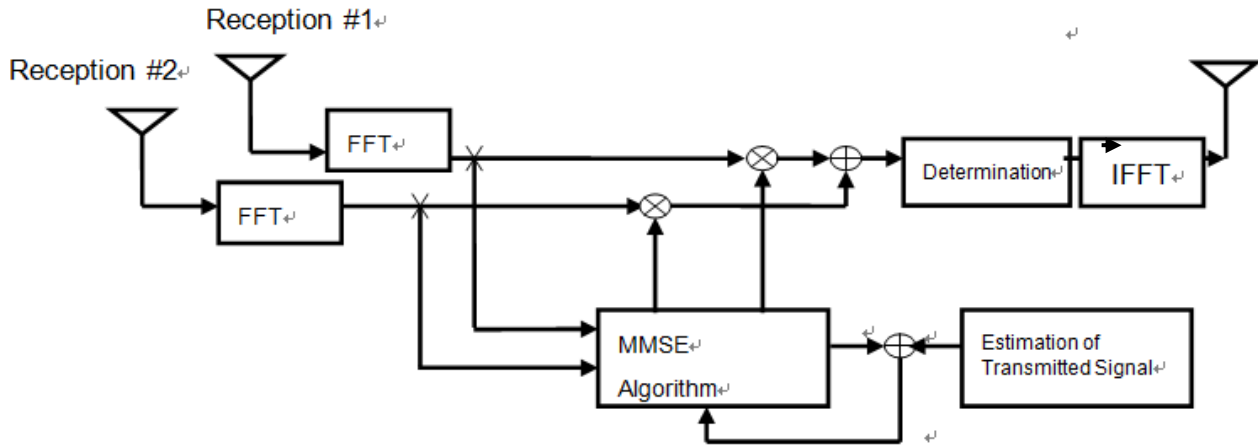 Reception #1↵
↵
Reception #2↵
FFT↵
FFT↵
Determination↵
IFFT↵
MMSE↵
Algorithm↵
↵
↵
Estimation of
Transmitted Signal↵
↵